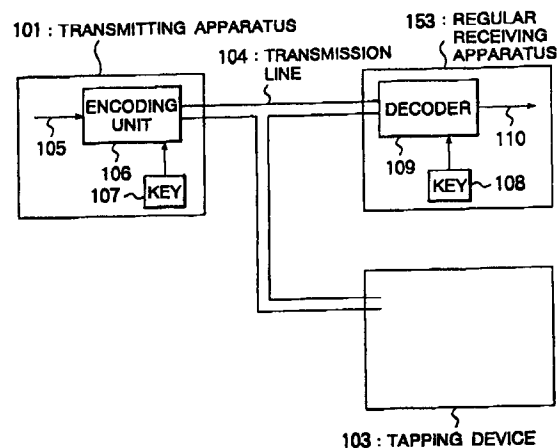 101 : TRANSMITTING APPARATUS
153 : REGULAR
RECEIVING
APPARATUS
104 : TRANSMISSION
LINE
ENCODING
UNIT
105
106
107
KEY
DECODER
109
110
KEY
108
103 : TAPPING DEVICE